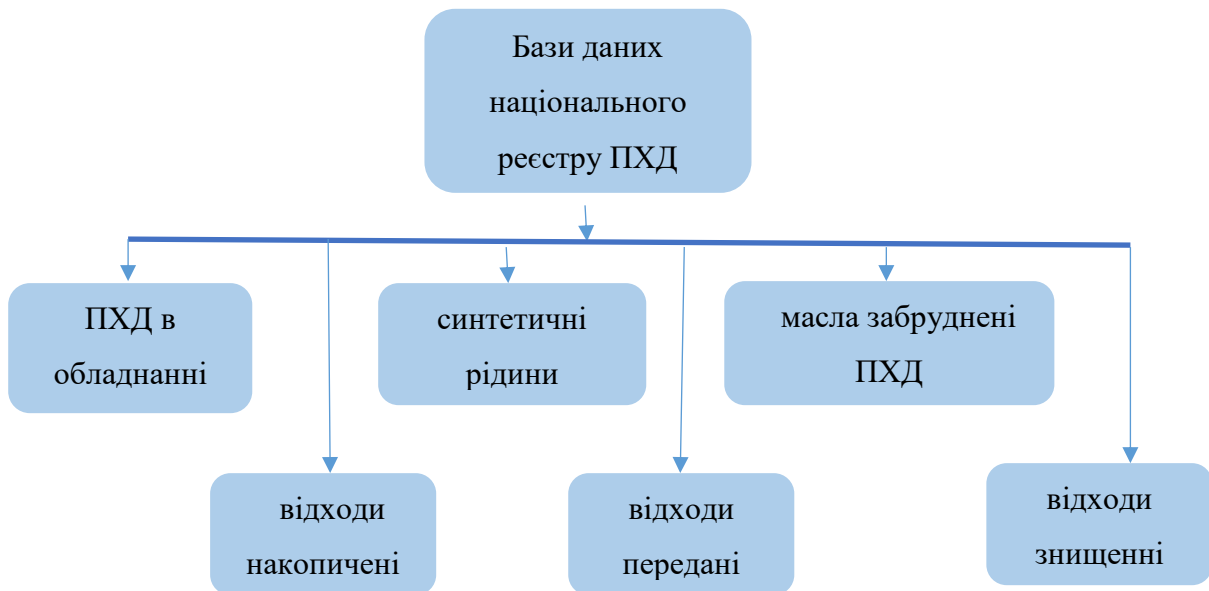 Бази даних
національного
реєстру ПХД
ПХД в
обладнанні
синтетичні
рідини
масла забруднені
ПХД
відходи
накопичені
відходи
передані
відходи
знищенні